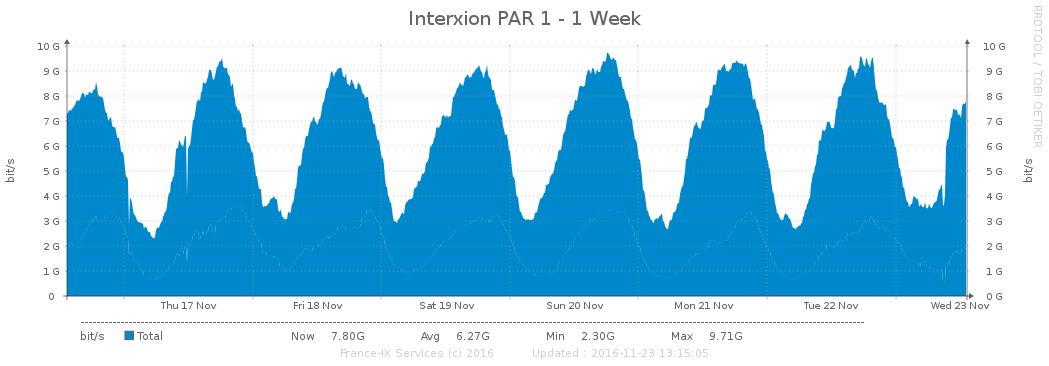 Interxion PAR 1 - 1 Week
RRDTOOL / TOBI OETIKER
bit/s
10 G
9 G
8 G
7 G
6 G
5 G
4 G
3 G
2 G
1 G
0
10 G
9 G
8 G
7 G
6 G
5 G
4 G
3 G
2 G
1 G
0 G
bit/s
Thu 17 Nov Fri 18 Nov Sat 19 Nov Sun 20 Nov Mon 21 Nov Tue 22 Nov Wed 23 Nov
bit/s Total Now 7.80G Avg 6.27G Min 2.30G Max 9.71G
France-IX Services (c) 2016 Updated : 2016-11-23 13:15:05